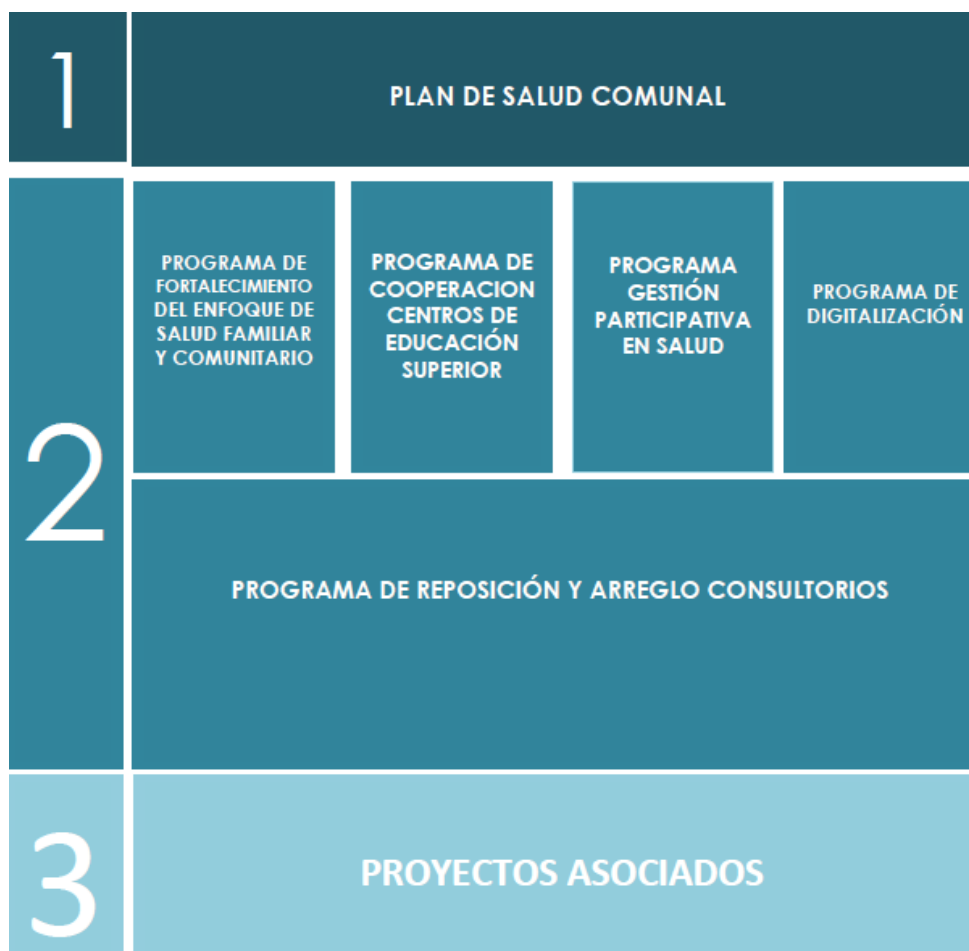 1
PLAN DE SALUD COMUNAL
2
PROGRAMA DE
FORTALECIMIENTO
DEL ENFOQUE DE
SALUD FAMILIAR
Y COMUNITARIO
PROGRAMA DE
COOPERACION
CENTROS DE
EDUCACIÓN
SUPERIOR
PROGRAMA
GESTIÓN
PARTICIPATIVA
EN SALUD
PROGRAMA DE
DIGITALIZACIÓN
PROGRAMA DE REPOSICIÓN Y ARREGLO CONSULTORIOS
3
PROYECTOS ASOCIADOS